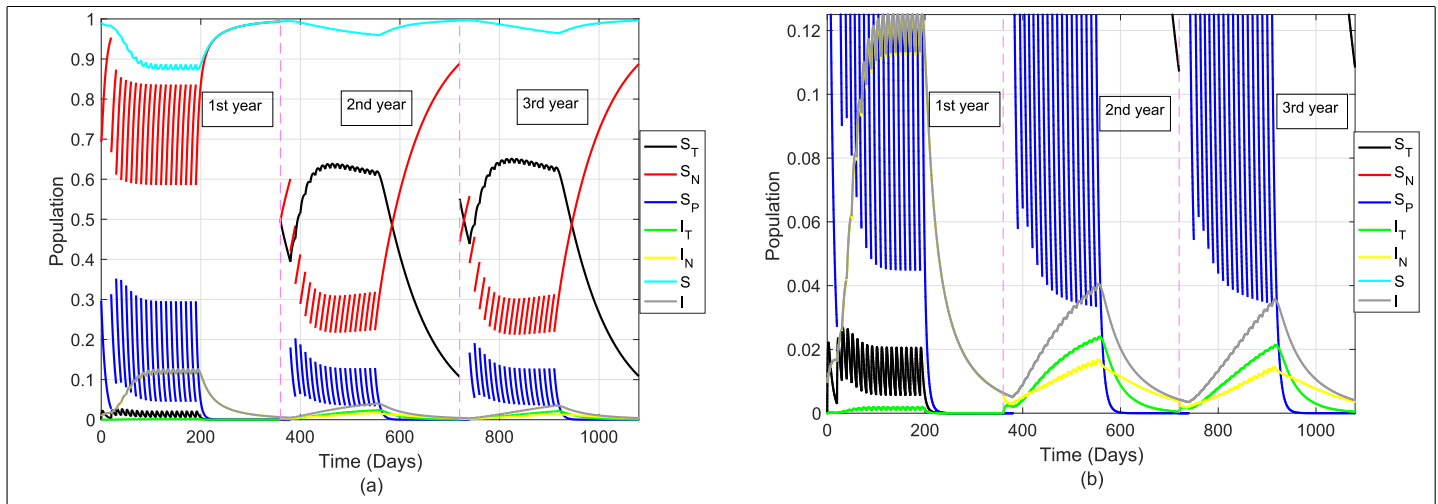 1
0.9
0.8
0.7
0.6
0.5
0.4
0.3
0.2
0.1
0
Population
0 200 400 600 800 1000
Time (Days)
(a)
1st year
2nd year
3rd year
S_T
S_N
S_P
I_T
I_N
S
I
0.12
0.1
0.08
0.06
0.04
0.02
0
Population
0 200 400 600 800 1000
Time (Days)
(b)
1st year
2nd year
3rd year
S_T
S_N
S_P
I_T
I_N
S
I